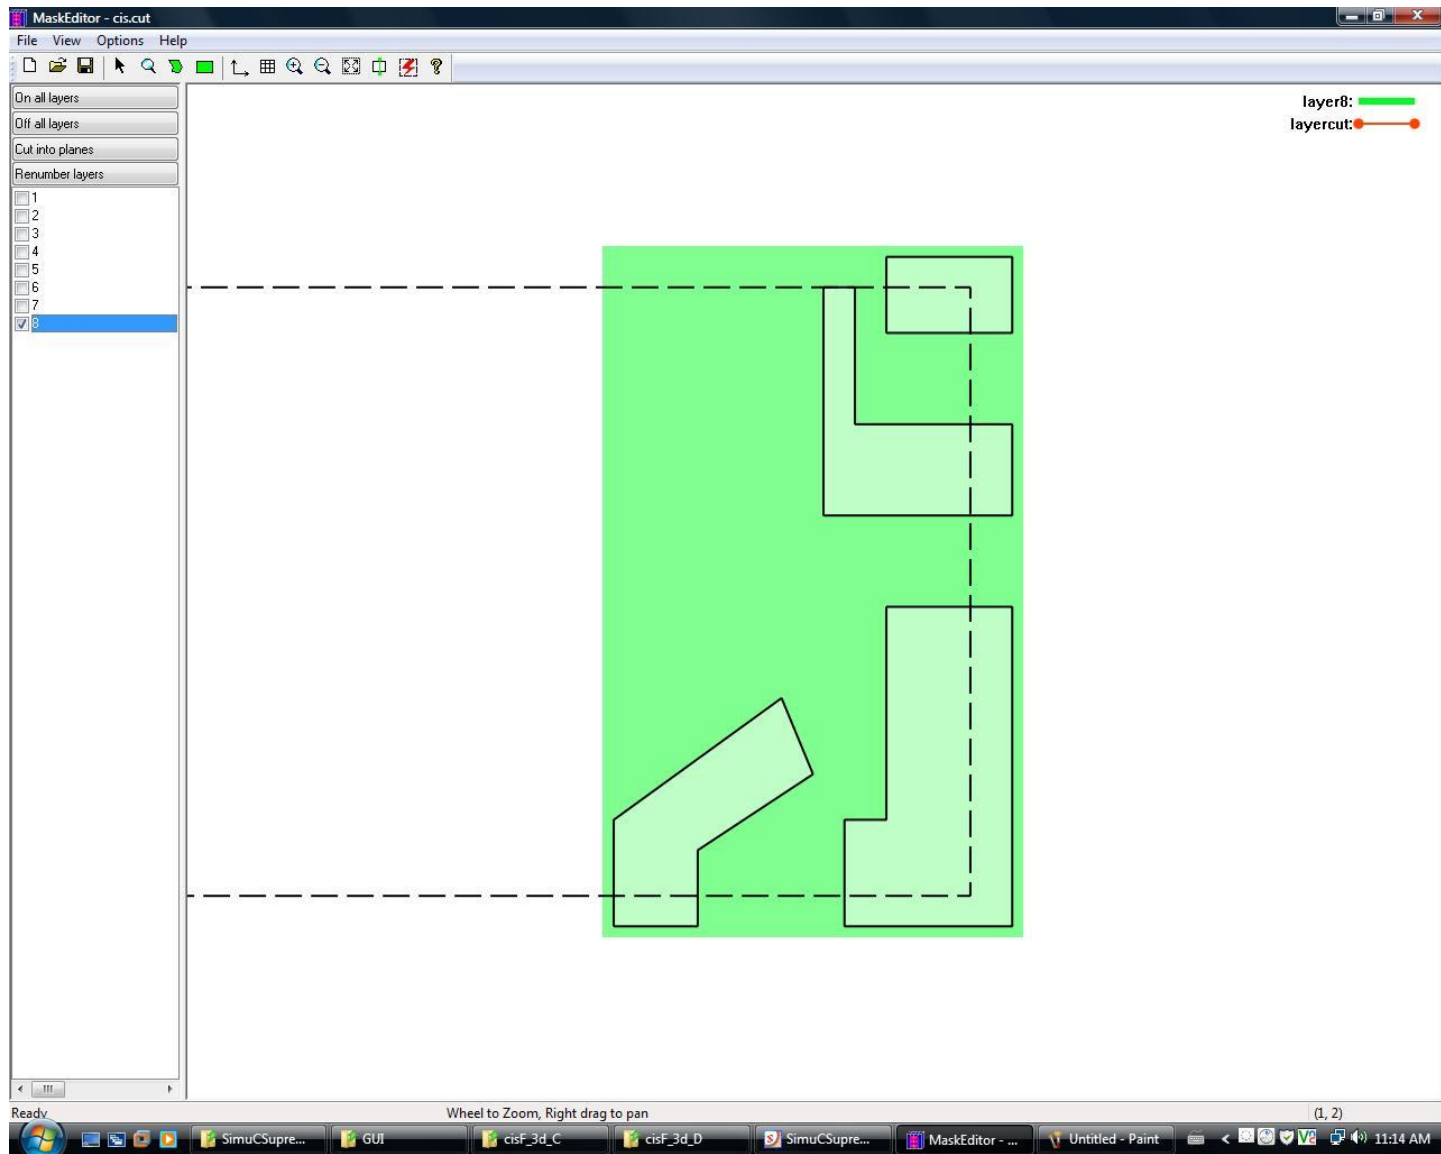 MaskEditor - cis.cut
File View Options Help
On all layers
Off all layers
Cut into planes
Renumber layers
1
2
3
4
5
6
7
8
layer8:
layercut:
Ready Wheel to Zoom, Right drag to pan (1, 2)
SimuCSupre... GUI cisF_3d_C cisF_3d_D SimuCSupre... MaskEditor - ... Untitled - Paint 11:14 AM